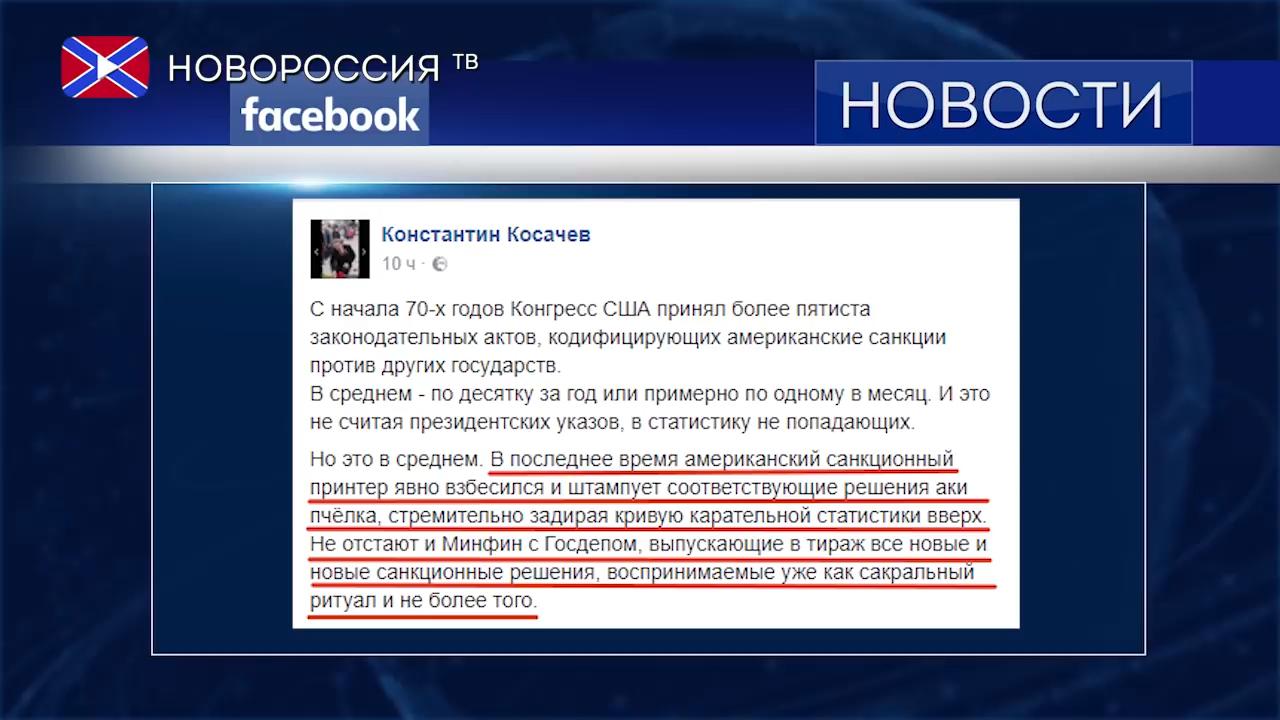 НОВОРОССИЯ ТВ
facebook
НОВОСТИ
Константин Косачев
10 ч ·
С начала 70-х годов Конгресс США принял более пятиста
законодательных актов, кодифицирующих американские санкции
против других государств.
В среднем - по десятку за год или примерно по одному в месяц. И это
не считая президентских указов, в статистику не попадающих.
Но это в среднем. В последнее время американский санкционный
принтер явно взбесился и штампует соответствующие решения аки
пчёлка, стремительно задирая кривую карательной статистики вверх.
Не отстают и Минфин с Госдепом, выпускающие в тираж все новые и
новые санкционные решения, воспринимаемые уже как сакральный
ритуал и не более того.